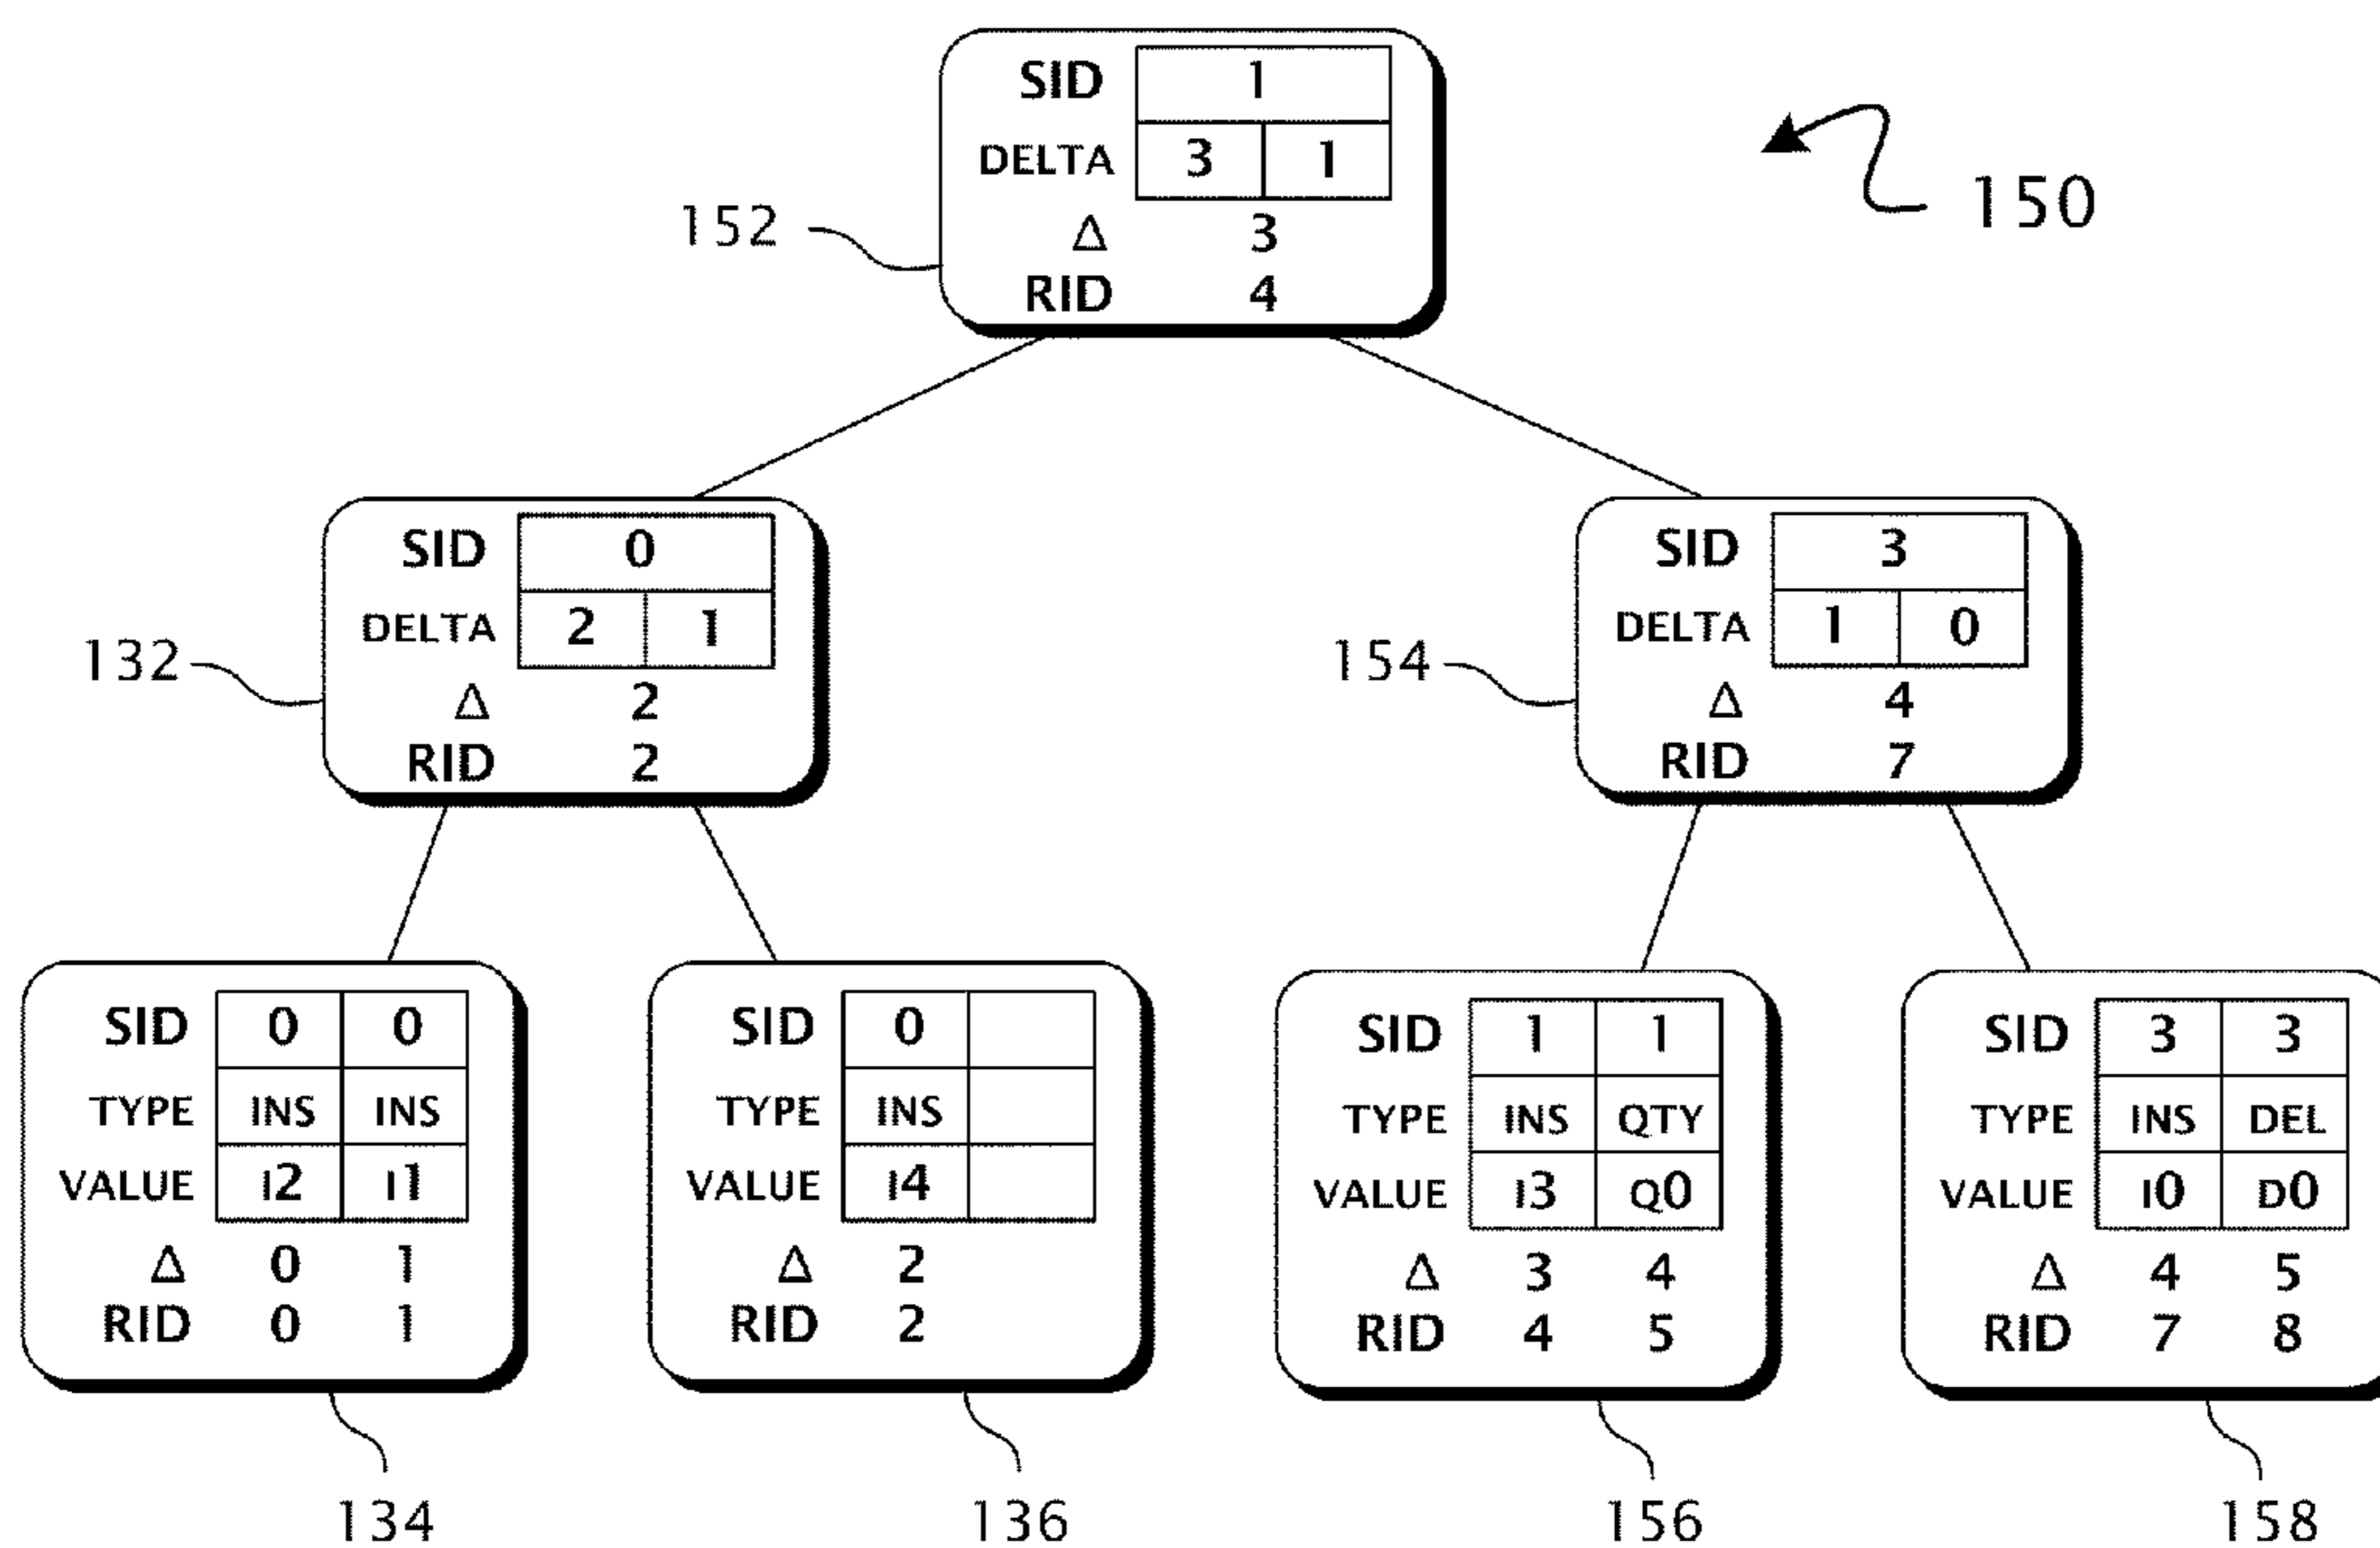 SID 1
DELTA 3 1
Δ 3
RID 4
152
150
SID 0
DELTA 2 1
Δ 2
RID 2
132
SID 3
DELTA 1 0
Δ 4
RID 7
154
SID 0 0
TYPE INS INS
VALUE I2 I1
Δ 0 1
RID 0 1
134
SID 0
TYPE INS
VALUE I4
Δ 2
RID 2
136
SID 1 1
TYPE INS QTY
VALUE I3 Q0
Δ 3 4
RID 4 5
156
SID 3 3
TYPE INS DEL
VALUE I0 D0
Δ 4 5
RID 7 8
158